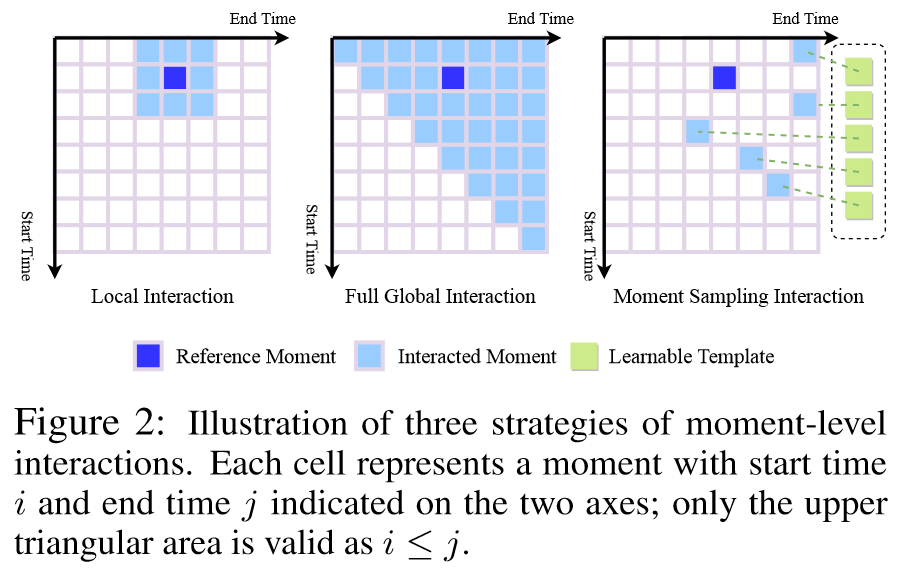 End Time
End Time
End Time
Start Time
Start Time
Start Time
Local Interaction
Full Global Interaction
Moment Sampling Interaction
Reference Moment
Interacted Moment
Learnable Template
Figure 2: Illustration of three strategies of moment-level
interactions. Each cell represents a moment with start time
i and end time j indicated on the two axes; only the upper
triangular area is valid as i ≤ j.